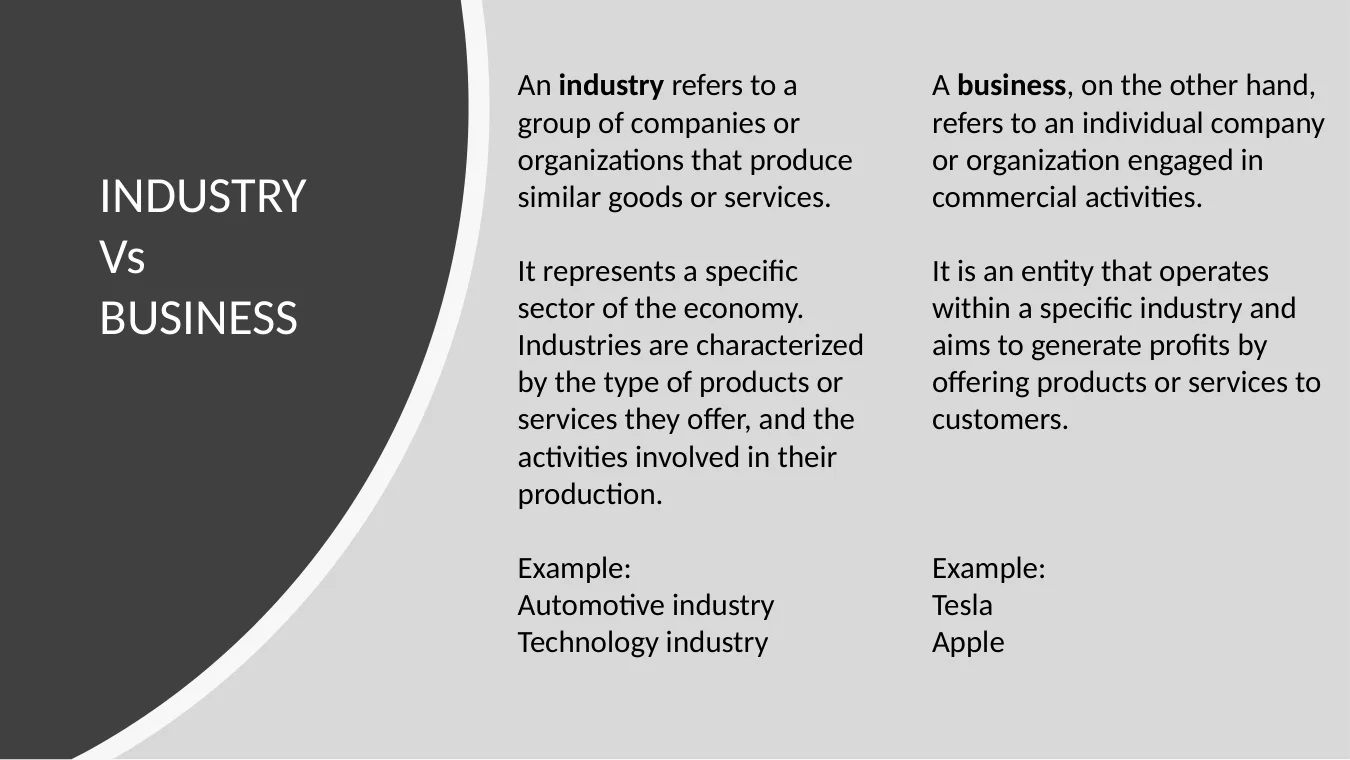 INDUSTRY
Vs
BUSINESS
An industry refers to a
group of companies or
organizations that produce
similar goods or services.
It represents a specific
sector of the economy.
Industries are characterized
by the type of products or
services they offer, and the
activities involved in their
production.
Example:
Automotive industry
Technology industry
A business, on the other hand,
refers to an individual company
or organization engaged in
commercial activities.
It is an entity that operates
within a specific industry and
aims to generate profits by
offering products or services to
customers.
Example:
Tesla
Apple